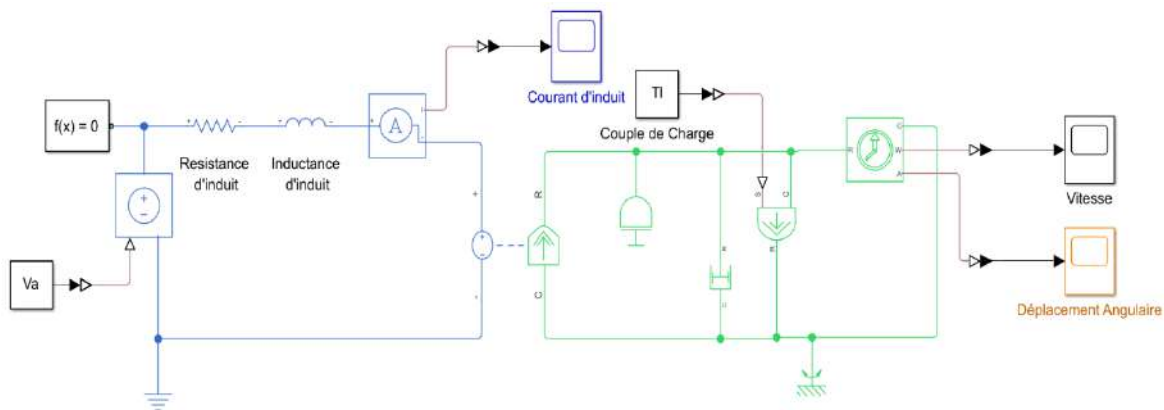 Courant d'induit
Tl
Couple de Charge
f(x) = 0
+
-
+
-
+
I
-
A
Resistance
d'induit
Inductance
d'induit
+
-
Va
+
-
+
-
R
C
S
C
R
R
C
R
C
W
A
Vitesse
Déplacement Angulaire